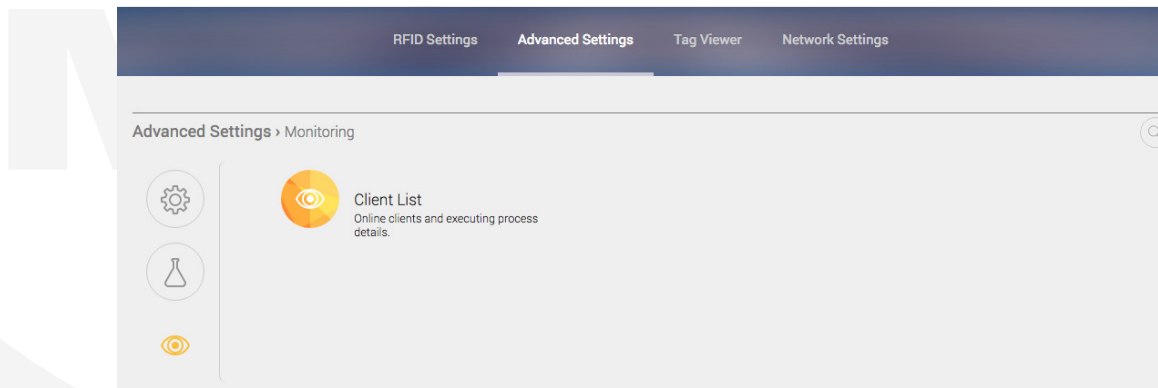 RFID Settings Advanced Settings Tag Viewer Network Settings
Advanced Settings › Monitoring
Client List
Online clients and executing process
details.